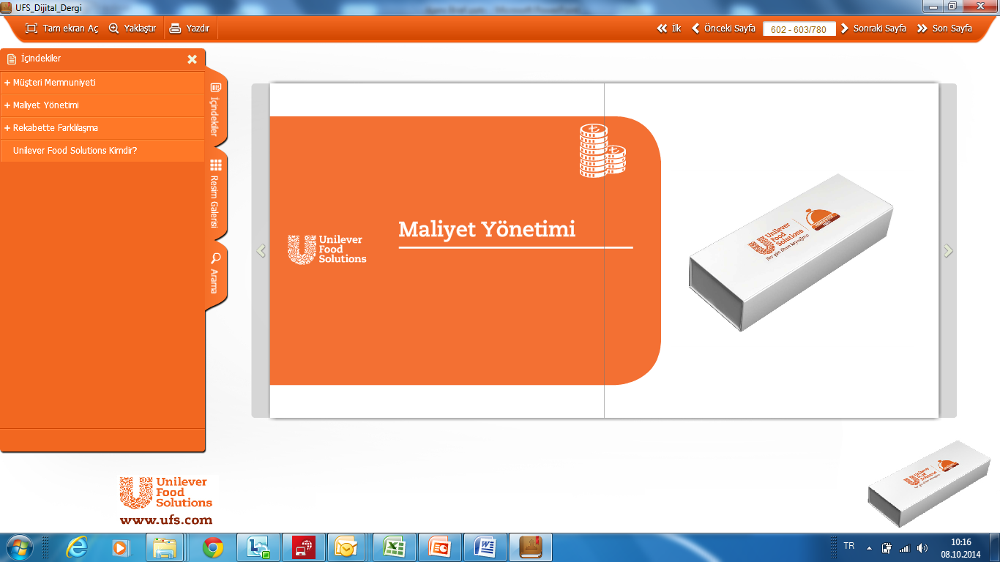 UFS_Dijital_Dergi
Tam ekran Aç
Yaklaştır
Yazdır
İlk
Önceki Sayfa
602 - 603/780
Sonraki Sayfa
Son Sayfa
İçindekiler
+ Müşteri Memnuniyeti
+ Maliyet Yönetimi
+ Rekabette Farklılaşma
Unilever Food Solutions Kimdir?
İçindekiler
Resim Galerisi
Arama
Maliyet Yönetimi
Unilever
Food
Solutions
Unilever
Food
Solutions
Unilever
Food
Solutions
www.ufs.com
TR
10:16
08.10.2014